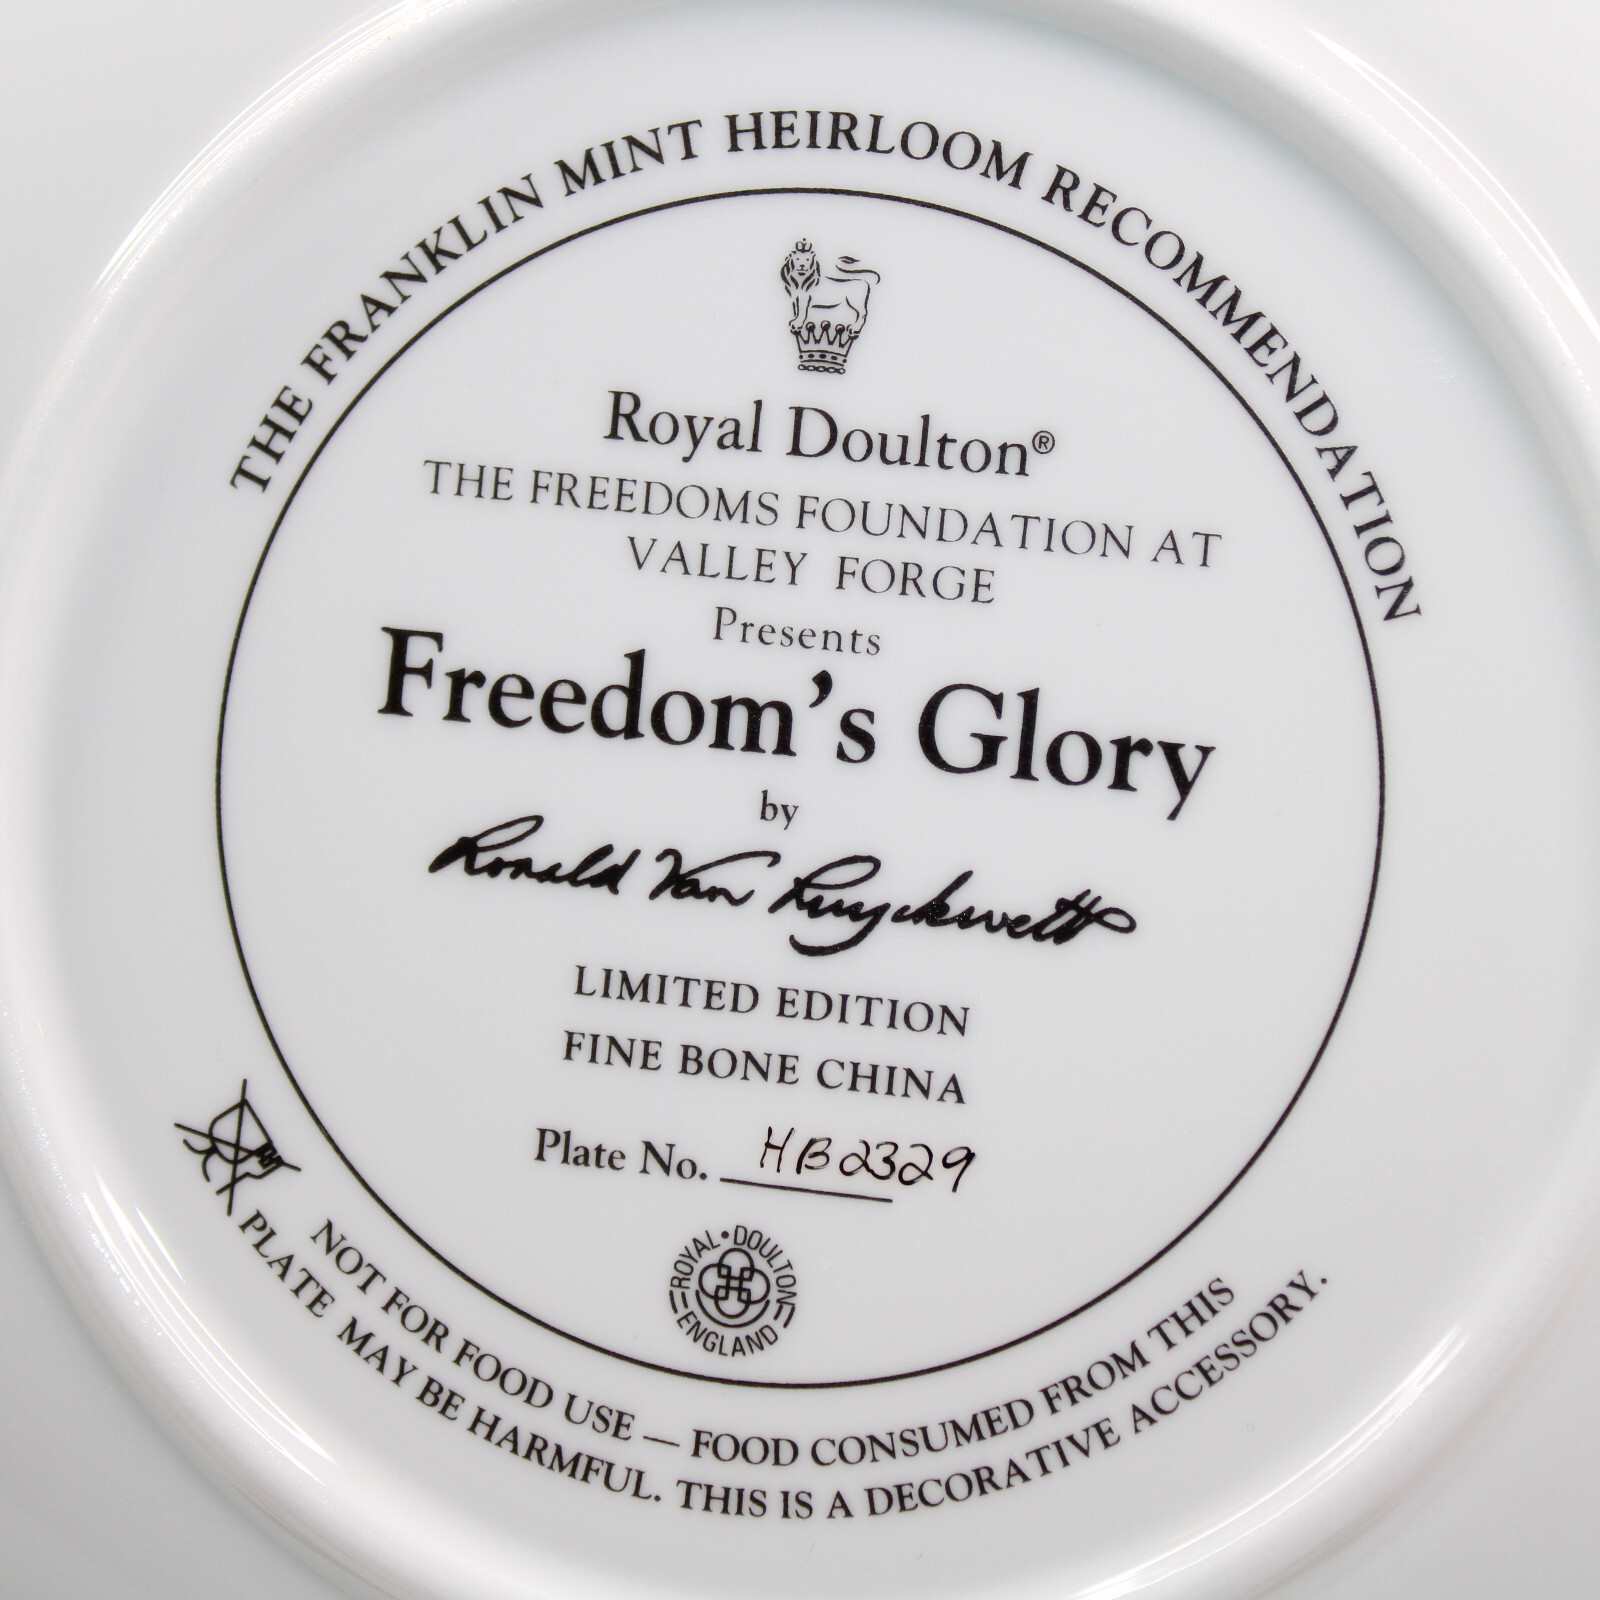 THE FRANKLIN MINT HEIRLOOM RECOMMENDATION
Royal Doulton®
THE FREEDOMS FOUNDATION AT
VALLEY FORGE
Presents
Freedom's Glory
by
Ronald Van Ruyckevelt
LIMITED EDITION
FINE BONE CHINA
Plate No. HB2329
ROYAL • DOULTON
ENGLAND
NOT FOR FOOD USE — FOOD CONSUMED FROM THIS
PLATE MAY BE HARMFUL. THIS IS A DECORATIVE ACCESSORY.